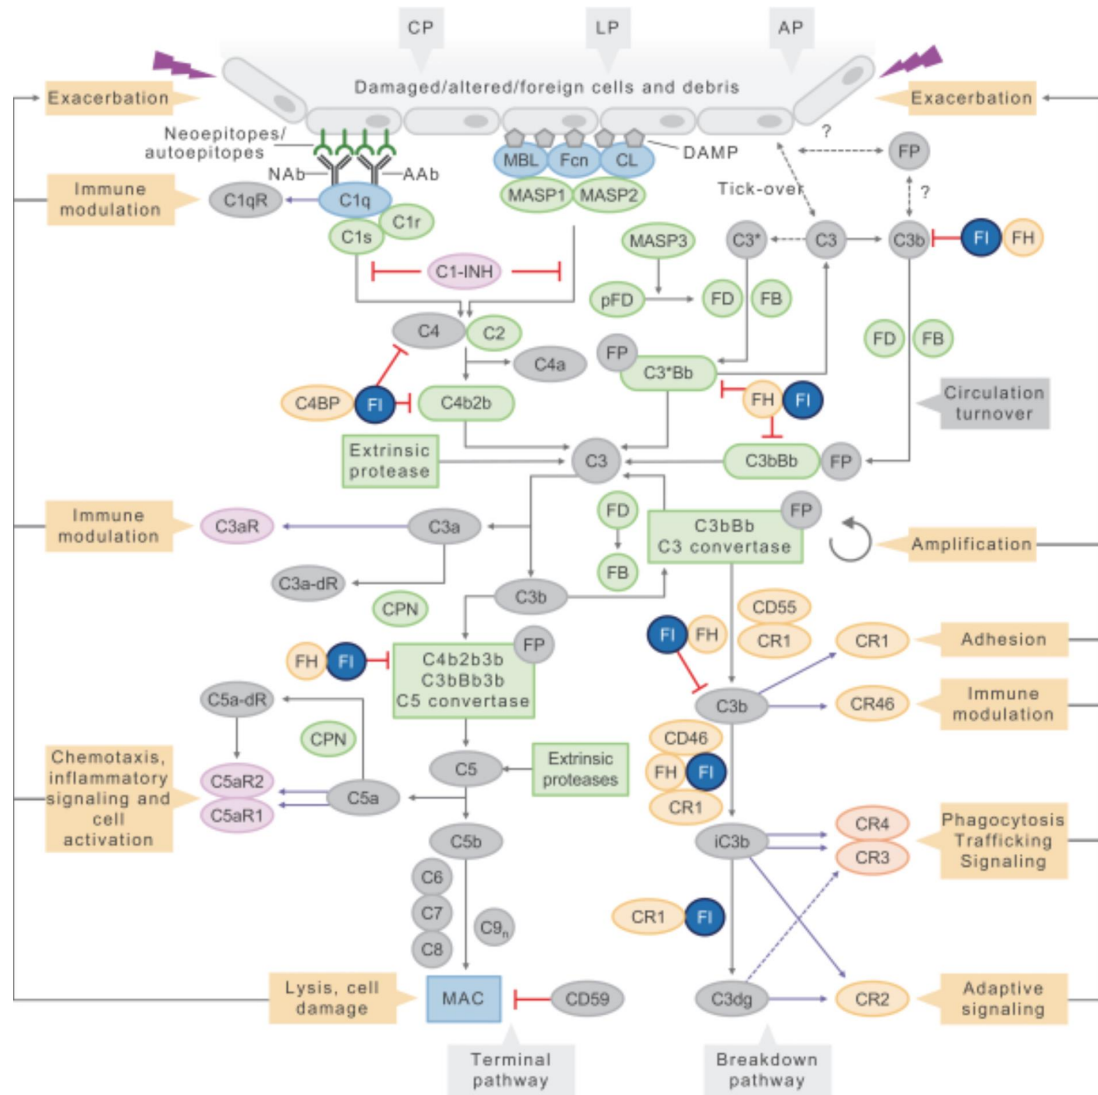 CP
LP
AP
Damaged/altered/foreign cells and debris
Exacerbation
Exacerbation
Neoepitopes/
autoepitopes
NAb
AAb
MBL
Fcn
CL
DAMP
?
FP
Immune
modulation
C1qR
C1q
C1r
C1s
MASP1
MASP2
Tick-over
?
MASP3
C3*
C3
C3b
FI
FH
C1-INH
pFD
FD
FB
C4
C2
C4a
FP
C3*Bb
FD
FB
C4BP
FI
C4b2b
FH
FI
Circulation
turnover
Extrinsic
protease
C3
C3bBb
FP
Immune
modulation
C3aR
C3a
FD
FB
C3bBb
C3 convertase
FP
Amplification
C3a-dR
CPN
C3b
CD55
CR1
FI
FH
CR1
Adhesion
FH
FI
C4b2b3b
C3bBb3b
C5 convertase
FP
C5a-dR
C3b
CR46
Immune
modulation
CPN
CD46
FH
FI
CR1
Chemotaxis,
inflammatory
signaling and
cell
activation
C5aR2
C5aR1
C5a
C5
Extrinsic
proteases
C5b
iC3b
CR4
CR3
Phagocytosis
Trafficking
Signaling
C6
C7
C8
C9n
CR1
FI
Lysis, cell
damage
MAC
CD59
C3dg
CR2
Adaptive
signaling
Terminal
pathway
Breakdown
pathway